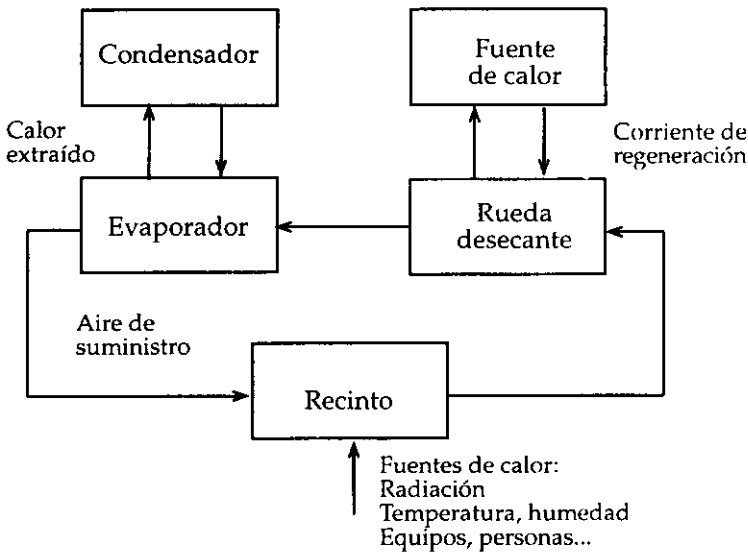 Condensador
Fuente
de calor
Calor
extraído
Corriente de
regeneración
Evaporador
Rueda
desecante
Aire de
suministro
Recinto
Fuentes de calor:
Radiación
Temperatura, humedad
Equipos, personas...